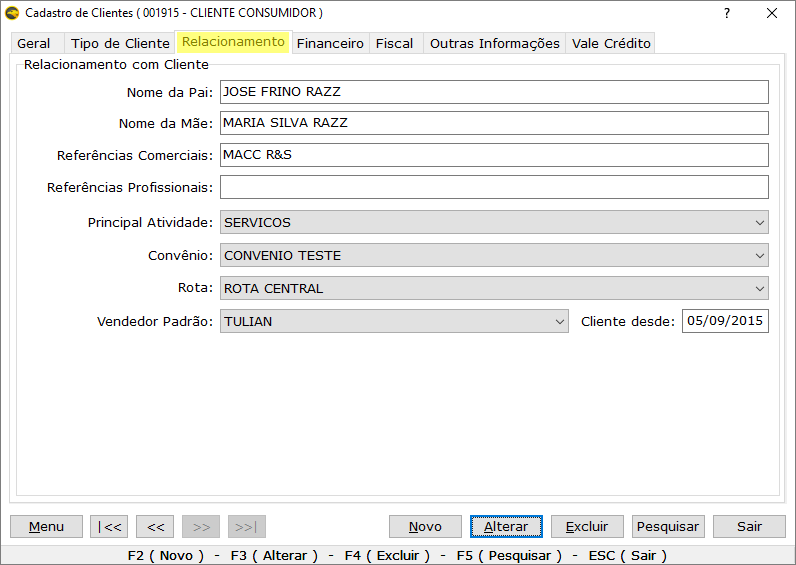 Cadastro de Clientes ( 001915 - CLIENTE CONSUMIDOR ) ?
Geral Tipo de Cliente Relacionamento Financeiro Fiscal Outras Informações Vale Crédito
Relacionamento com Cliente
Nome da Pai: JOSE FRINO RAZZ
Nome da Mãe: MARIA SILVA RAZZ
Referências Comerciais: MACC R&S
Referências Profissionais:
Principal Atividade: SERVICOS
Convênio: CONVENIO TESTE
Rota: ROTA CENTRAL
Vendedor Padrão: TULIAN Cliente desde: 05/09/2015
Menu |<< << >> >>| Novo Alterar Excluir Pesquisar Sair
F2 ( Novo ) - F3 ( Alterar ) - F4 ( Excluir ) - F5 ( Pesquisar ) - ESC ( Sair )